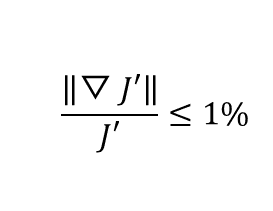 ‖∇ J′‖ / J′ ≤ 1%